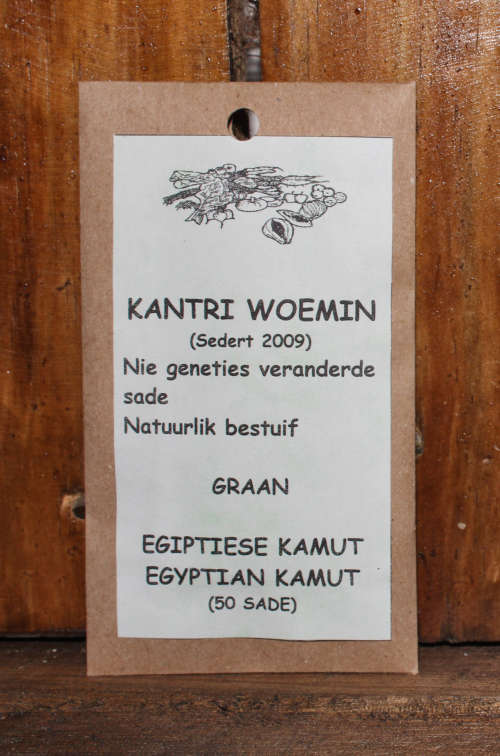 KANTRI WOEMIN
(Sedert 2009)
Nie geneties veranderde
sade
Natuurlik bestuif
GRAAN
EGIPTIESE KAMUT
EGYPTIAN KAMUT
(50 SADE)